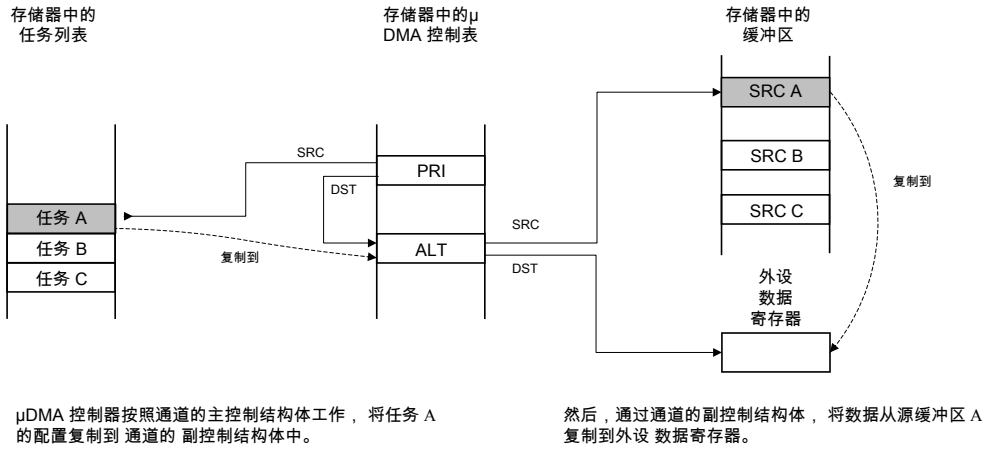 存储器中的
任务列表
存储器中的μ
DMA 控制表
存储器中的
缓冲区
SRC A
SRC B
SRC C
复制到
SRC
PRI
DST
任务 A
任务 B
任务 C
复制到
ALT
SRC
DST
外设
数据
寄存器
μDMA 控制器按照通道的主控制结构体工作， 将任务 A
的配置复制到 通道的 副控制结构体中。
然后，通过通道的副控制结构体， 将数据从源缓冲区 A
复制到外设 数据寄存器。